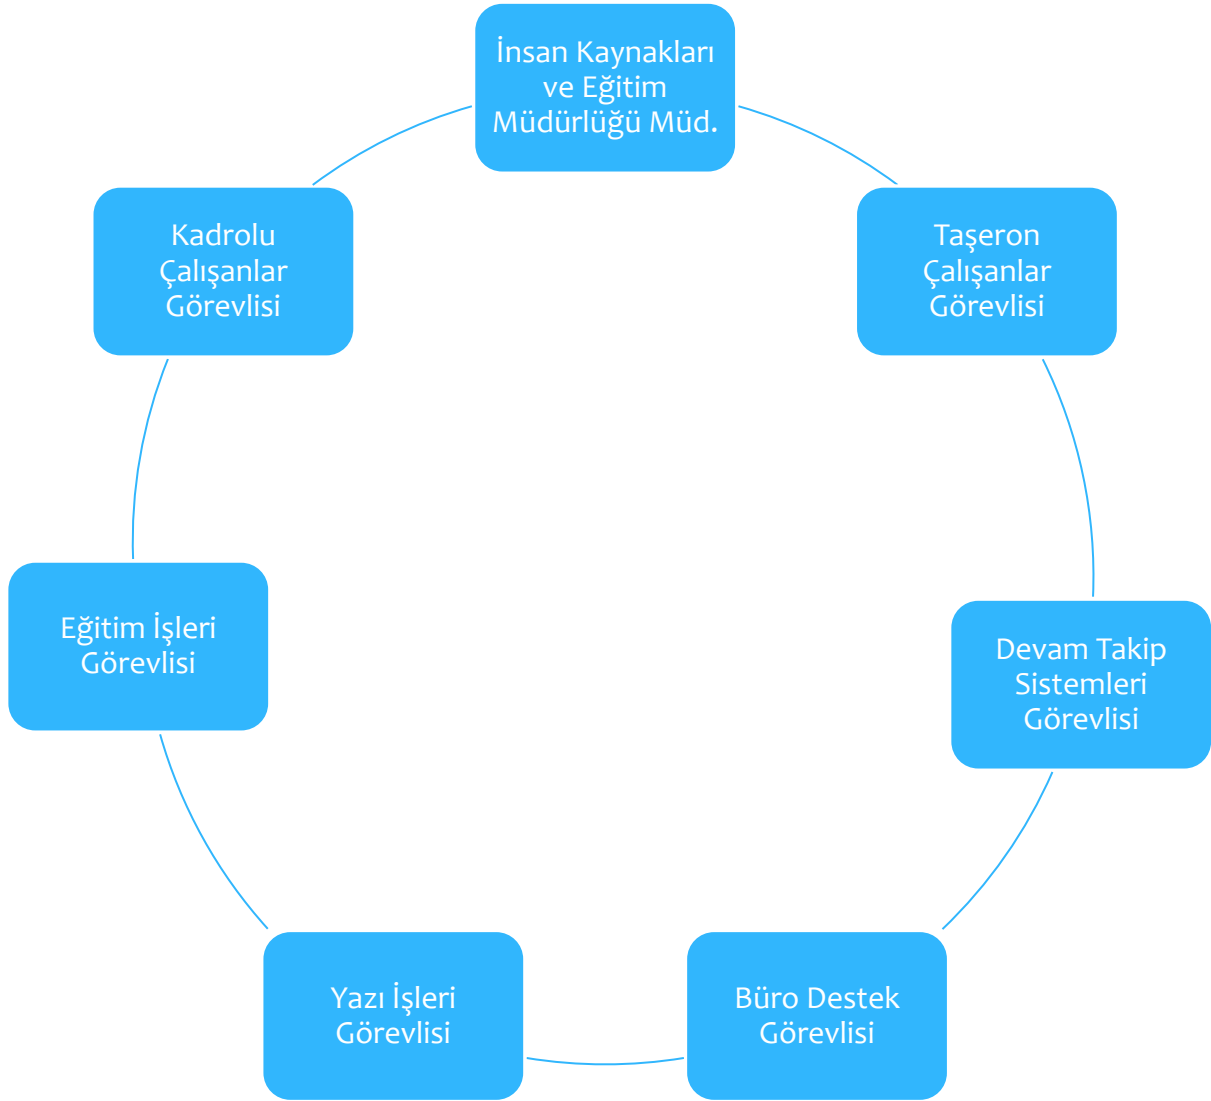 İnsan Kaynakları
ve Eğitim
Müdürlüğü Müd.
Taşeron
Çalışanlar
Görevlisi
Devam Takip
Sistemleri
Görevlisi
Büro Destek
Görevlisi
Yazı İşleri
Görevlisi
Eğitim İşleri
Görevlisi
Kadrolu
Çalışanlar
Görevlisi